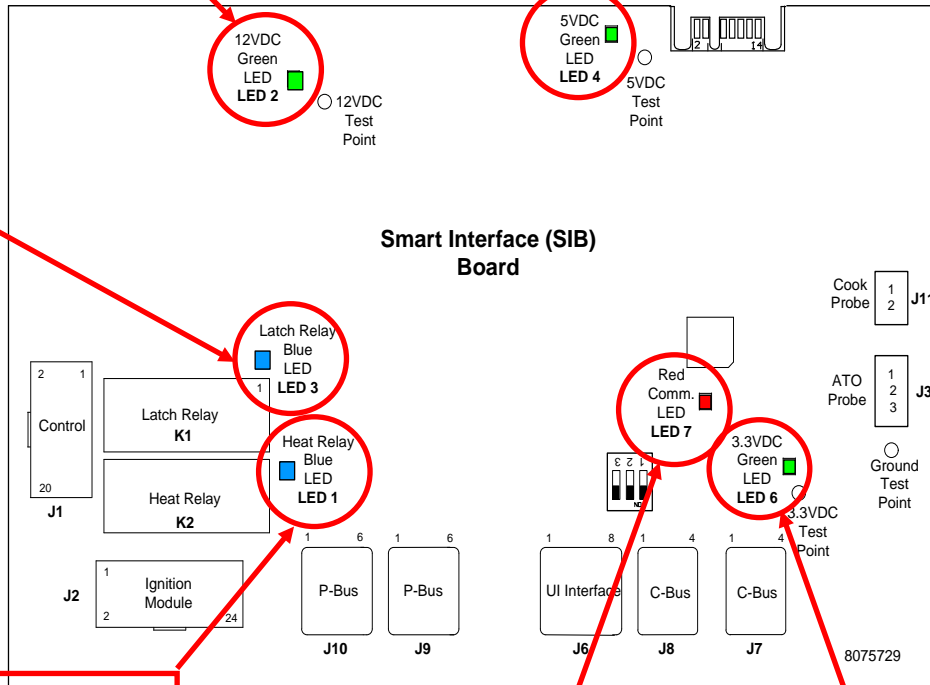 12VDC
Green
LED
LED 2
12VDC
Test
Point
5VDC
Green
LED
LED 4
5VDC
Test
Point
2
14
Smart Interface (SIB)
Board
Cook
Probe
1
2
J11
ATO
Probe
1
2
3
J3
Ground
Test
Point
Latch Relay
Blue
LED
LED 3
Red
Comm.
LED
LED 7
3.3VDC
Green
LED
LED 6
3.3VDC
Test
Point
2 1
Control
20
J1
1
Latch Relay
K1
Heat Relay
Blue
LED
LED 1
Heat Relay
K2
1 2 3
J2
1
Ignition
Module
2
24
1 6
P-Bus
J10
1 6
P-Bus
J9
1 8
UI Interface
J6
1 4
C-Bus
J8
1 4
C-Bus
J7
8075729